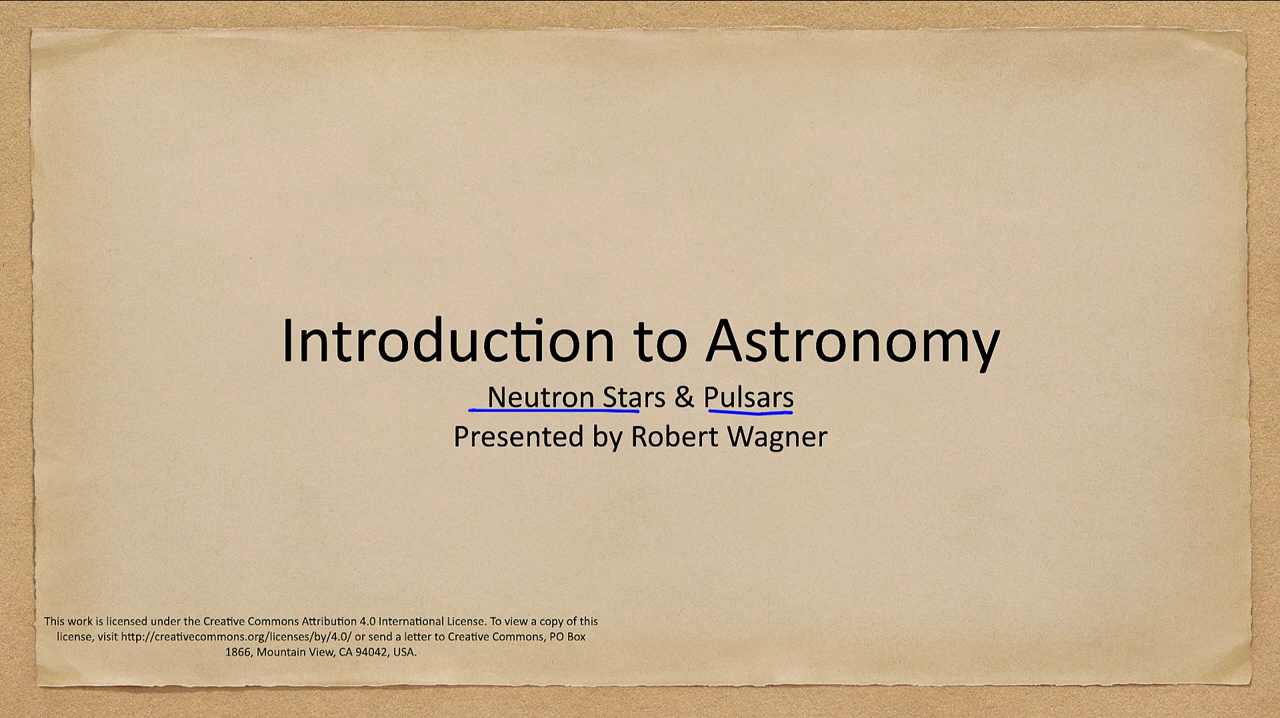 Introduction to Astronomy
Neutron Stars & Pulsars
Presented by Robert Wagner
This work is licensed under the Creative Commons Attribution 4.0 International License. To view a copy of this
license, visit http://creativecommons.org/licenses/by/4.0/ or send a letter to Creative Commons, PO Box
1866, Mountain View, CA 94042, USA.